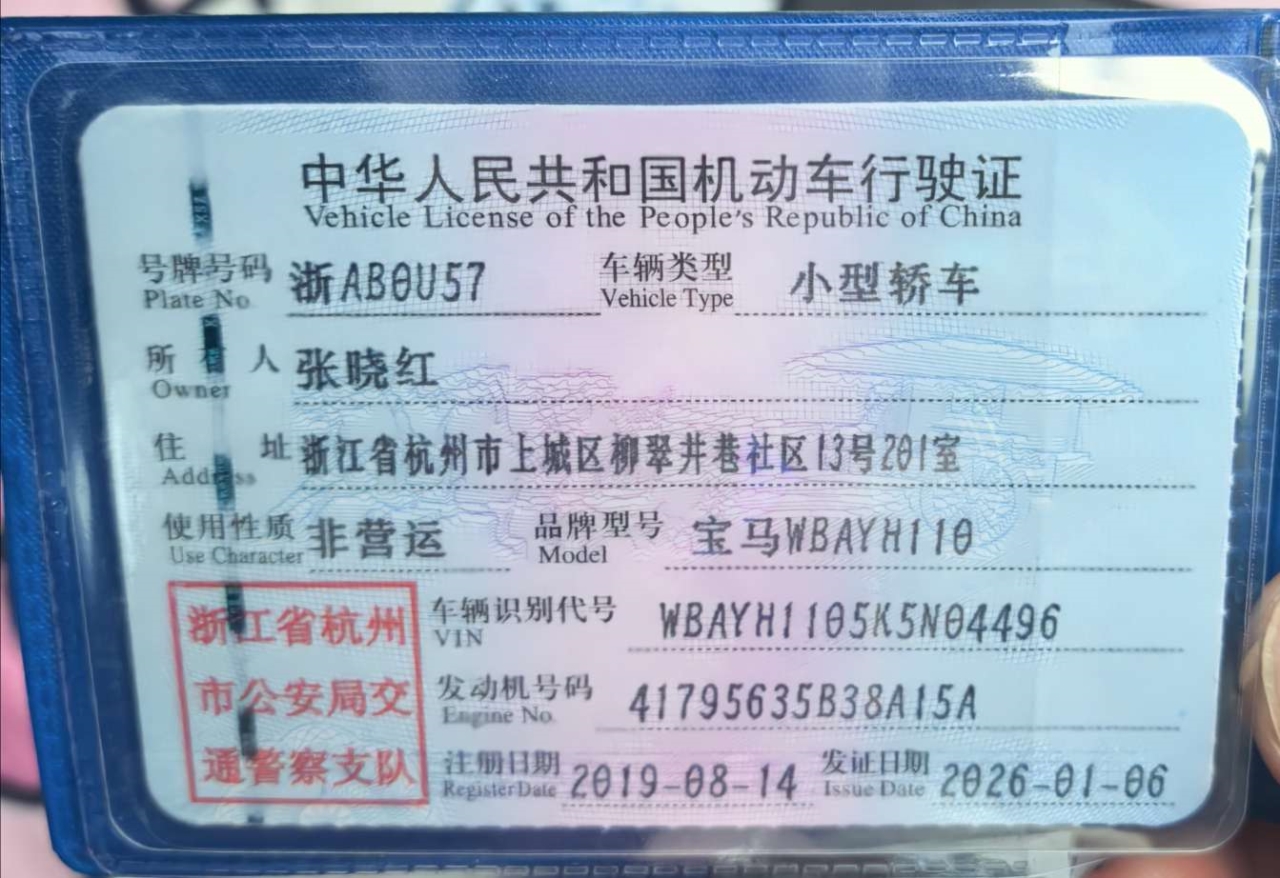 中华人民共和国机动车行驶证
Vehicle License of the People's Republic of China
号牌号码 浙AB0U57 车辆类型 小型轿车
Plate No. Vehicle Type
所有人 张晓红
Owner
住址 浙江省杭州市上城区柳翠井巷社区13号201室
Address
使用性质 非营运 品牌型号 宝马WBAYH110
Use Character Model
浙江省杭州
市公安局交
通警察支队
车辆识别代号 WBAYH1105K5N04496
VIN
发动机号码 41795635B38A15A
Engine No.
注册日期 2019-08-14 发证日期 2026-01-06
Register Date Issue Date